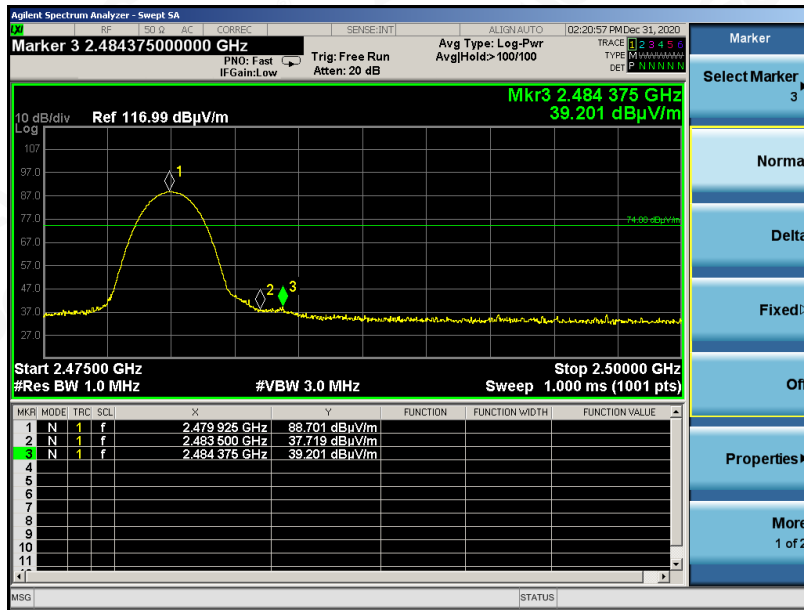 Agilent Spectrum Analyzer - Swept SA
LXI RF 50 Ω AC CORREC SENSE:INT ALIGN AUTO 02:20:57 PM Dec 31, 2020
Marker 3 2.484375000000 GHz
PNO: Fast
IFGain:Low
Trig: Free Run
Atten: 20 dB
Avg Type: Log-Pwr
Avg|Hold:>100/100
TRACE 1 2 3 4 5 6
TYPE M
DET P N N N N N
Mkr3 2.484 375 GHz
39.201 dBµV/m
10 dB/div Ref 116.99 dBµV/m
Log
107
97.0
87.0
77.0
67.0
57.0
47.0
37.0
27.0
74.00 dBµV/m
1
2
3
Start 2.47500 GHz Stop 2.50000 GHz
#Res BW 1.0 MHz #VBW 3.0 MHz Sweep 1.000 ms (1001 pts)
MKR MODE TRC SCL X Y FUNCTION FUNCTION WIDTH FUNCTION VALUE
1 N 1 f 2.479 925 GHz 88.701 dBµV/m
2 N 1 f 2.483 500 GHz 37.719 dBµV/m
3 N 1 f 2.484 375 GHz 39.201 dBµV/m
4
5
6
7
8
9
10
11
MSG STATUS
Marker
Select Marker
3
Norma
Delta
Fixed
Off
Properties
More
1 of 2